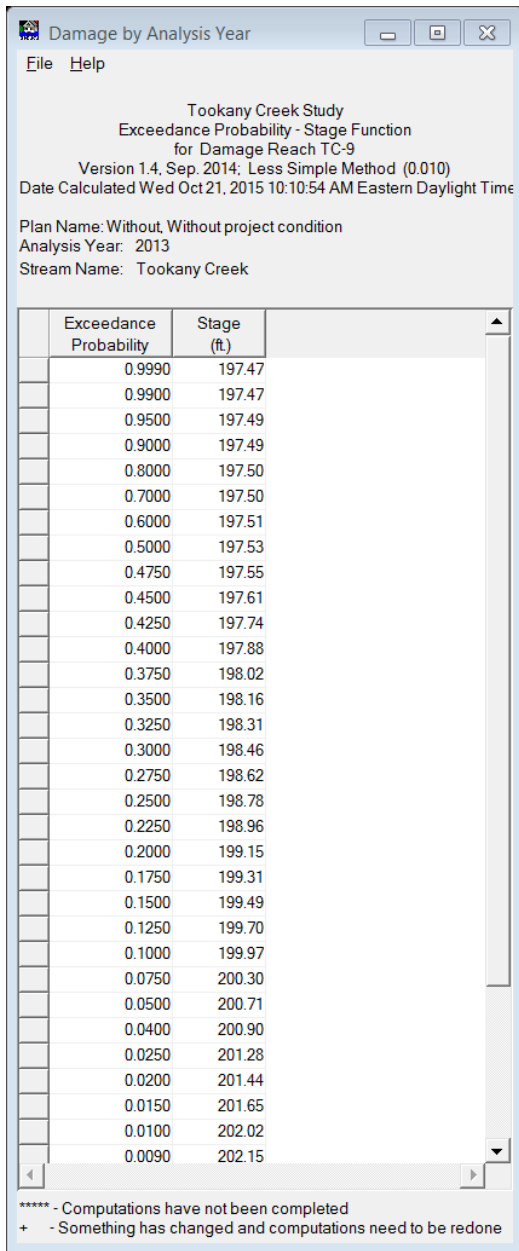 Damage by Analysis Year
File Help
Tookany Creek Study
Exceedance Probability - Stage Function
for Damage Reach TC-9
Version 1.4, Sep. 2014; Less Simple Method (0.010)
Date Calculated Wed Oct 21, 2015 10:10:54 AM Eastern Daylight Time
Plan Name: Without, Without project condition
Analysis Year: 2013
Stream Name: Tookany Creek
Exceedance Stage
Probability (ft.)
0.9990 197.47
0.9900 197.47
0.9500 197.49
0.9000 197.49
0.8000 197.50
0.7000 197.50
0.6000 197.51
0.5000 197.53
0.4750 197.55
0.4500 197.61
0.4250 197.74
0.4000 197.88
0.3750 198.02
0.3500 198.16
0.3250 198.31
0.3000 198.46
0.2750 198.62
0.2500 198.78
0.2250 198.96
0.2000 199.15
0.1750 199.31
0.1500 199.49
0.1250 199.70
0.1000 199.97
0.0750 200.30
0.0500 200.71
0.0400 200.90
0.0250 201.28
0.0200 201.44
0.0150 201.65
0.0100 202.02
0.0090 202.15
***** - Computations have not been completed
+ - Something has changed and computations need to be redone